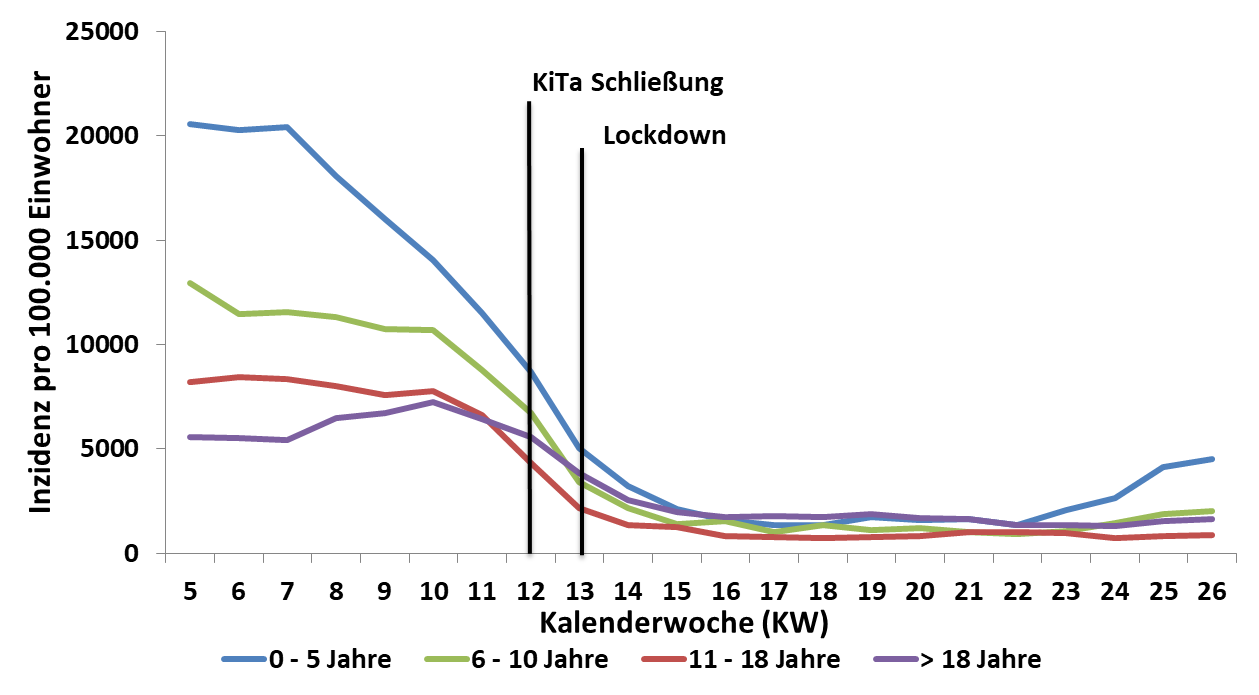 25000
20000
15000
10000
5000
0
Inzidenz pro 100.000 Einwohner
KiTa Schließung
Lockdown
5 6 7 8 9 10 11 12 13 14 15 16 17 18 19 20 21 22 23 24 25 26
Kalenderwoche (KW)
0 - 5 Jahre 6 - 10 Jahre 11 - 18 Jahre > 18 Jahre